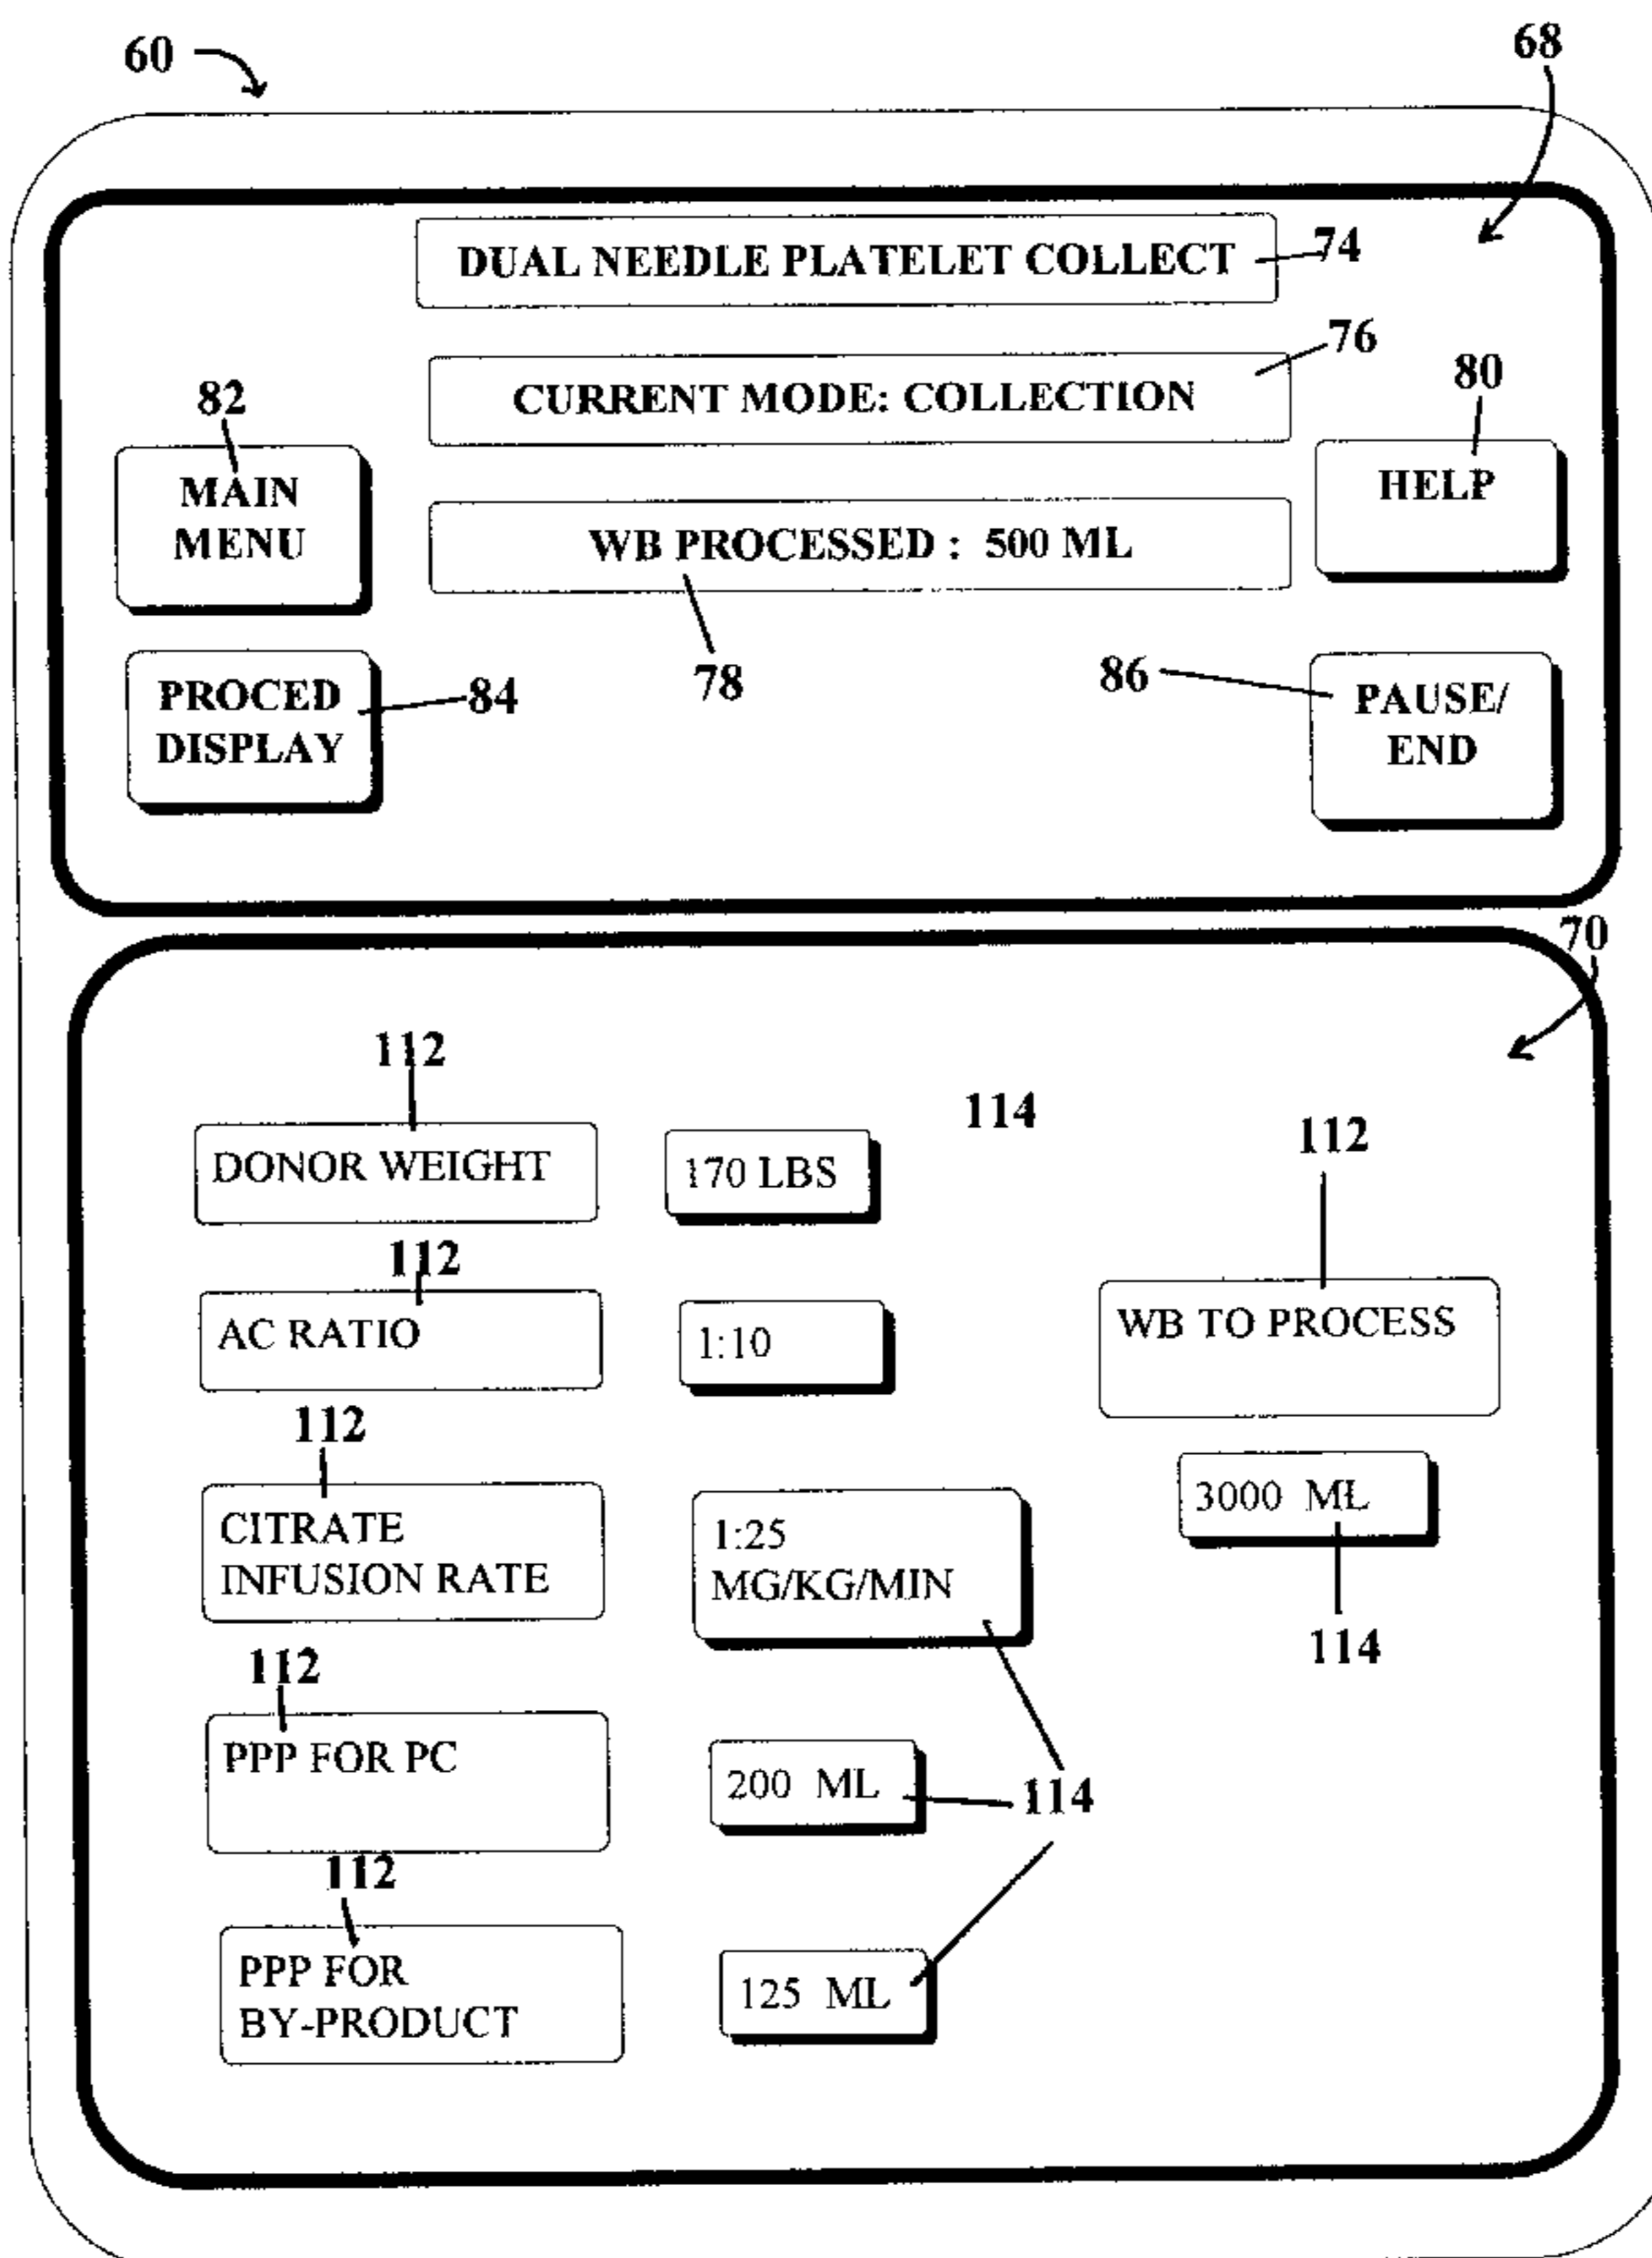 60
68
DUAL NEEDLE PLATELET COLLECT
74
76
CURRENT MODE: COLLECTION
82
80
MAIN
MENU
HELP
WB PROCESSED : 500 ML
78
PROCED
DISPLAY
84
86
PAUSE/
END
70
112
114
112
DONOR WEIGHT
170 LBS
112
AC RATIO
1:10
WB TO PROCESS
112
CITRATE
INFUSION RATE
1:25
MG/KG/MIN
3000 ML
114
112
PPP FOR PC
200 ML
114
112
PPP FOR
BY-PRODUCT
125 ML